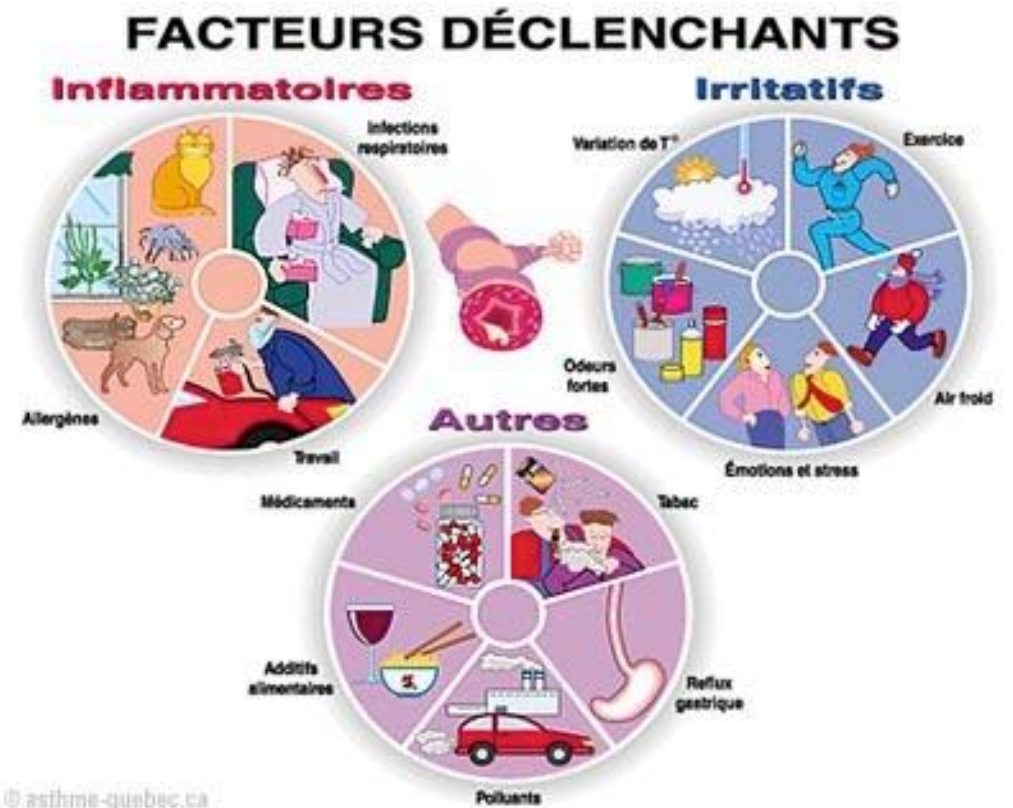 FACTEURS DÉCLENCHANTS
Inflammatoires
Infections
respiratoires
Allergènes
Travail
Irritatifs
Variation de T°
Exercice
Odeurs
fortes
Air froid
Émotions et stress
Autres
Médicaments
Tabac
Additifs
alimentaires
Reflux
gastrique
Polluants
© asthme-quebec.ca